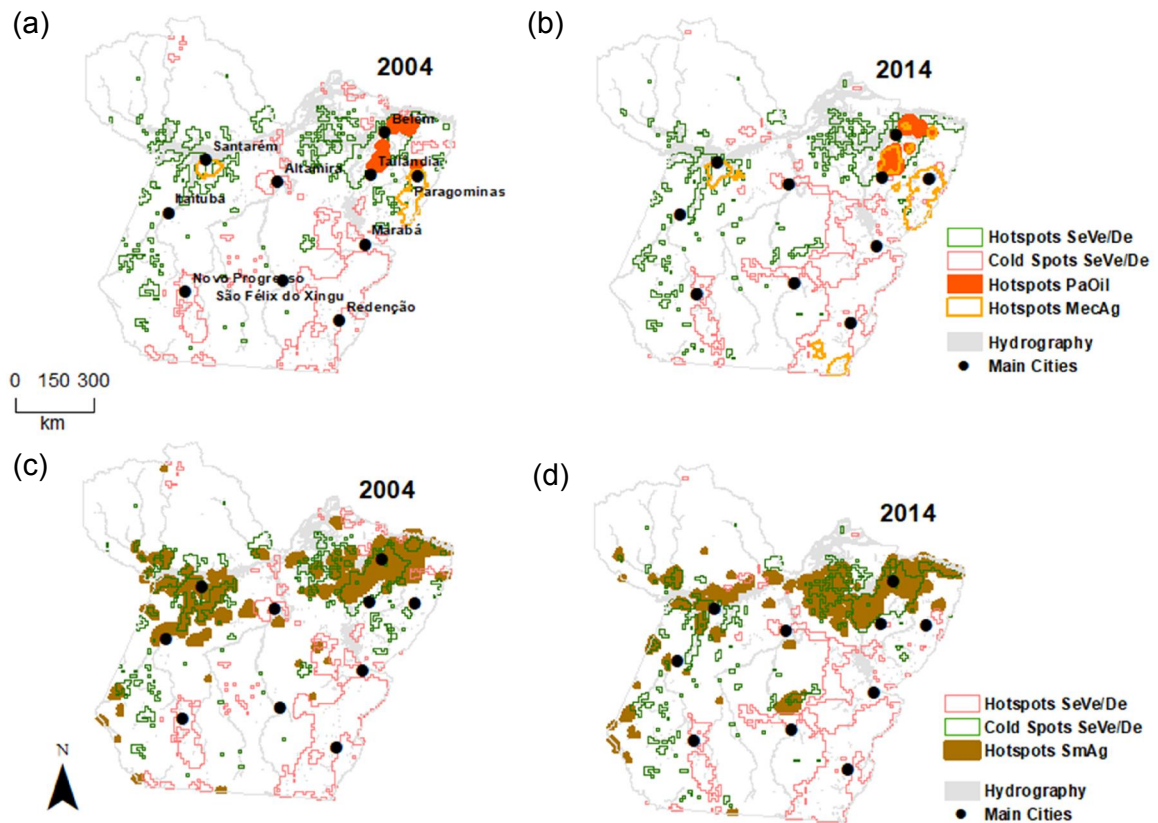 (a)
2004
Belém
Santarém
Altamira
Tailândia
Paragominas
Itaituba
Marabá
Novo Progresso
São Félix do Xingu
Redenção
0 150 300
km
(b)
2014
Hotspots SeVe/De
Cold Spots SeVe/De
Hotspots PaOil
Hotspots MecAg
Hydrography
Main Cities
(c)
2004
N
(d)
2014
Hotspots SeVe/De
Cold Spots SeVe/De
Hotspots SmAg
Hydrography
Main Cities